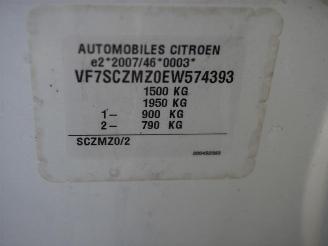 AUTOMOBILES CITROEN
e2*2007/46*0003*
VF7SCZMZ0EW574393
1500 KG
1950 KG
1- 900 KG
2- 790 KG
SCZMZ0/2